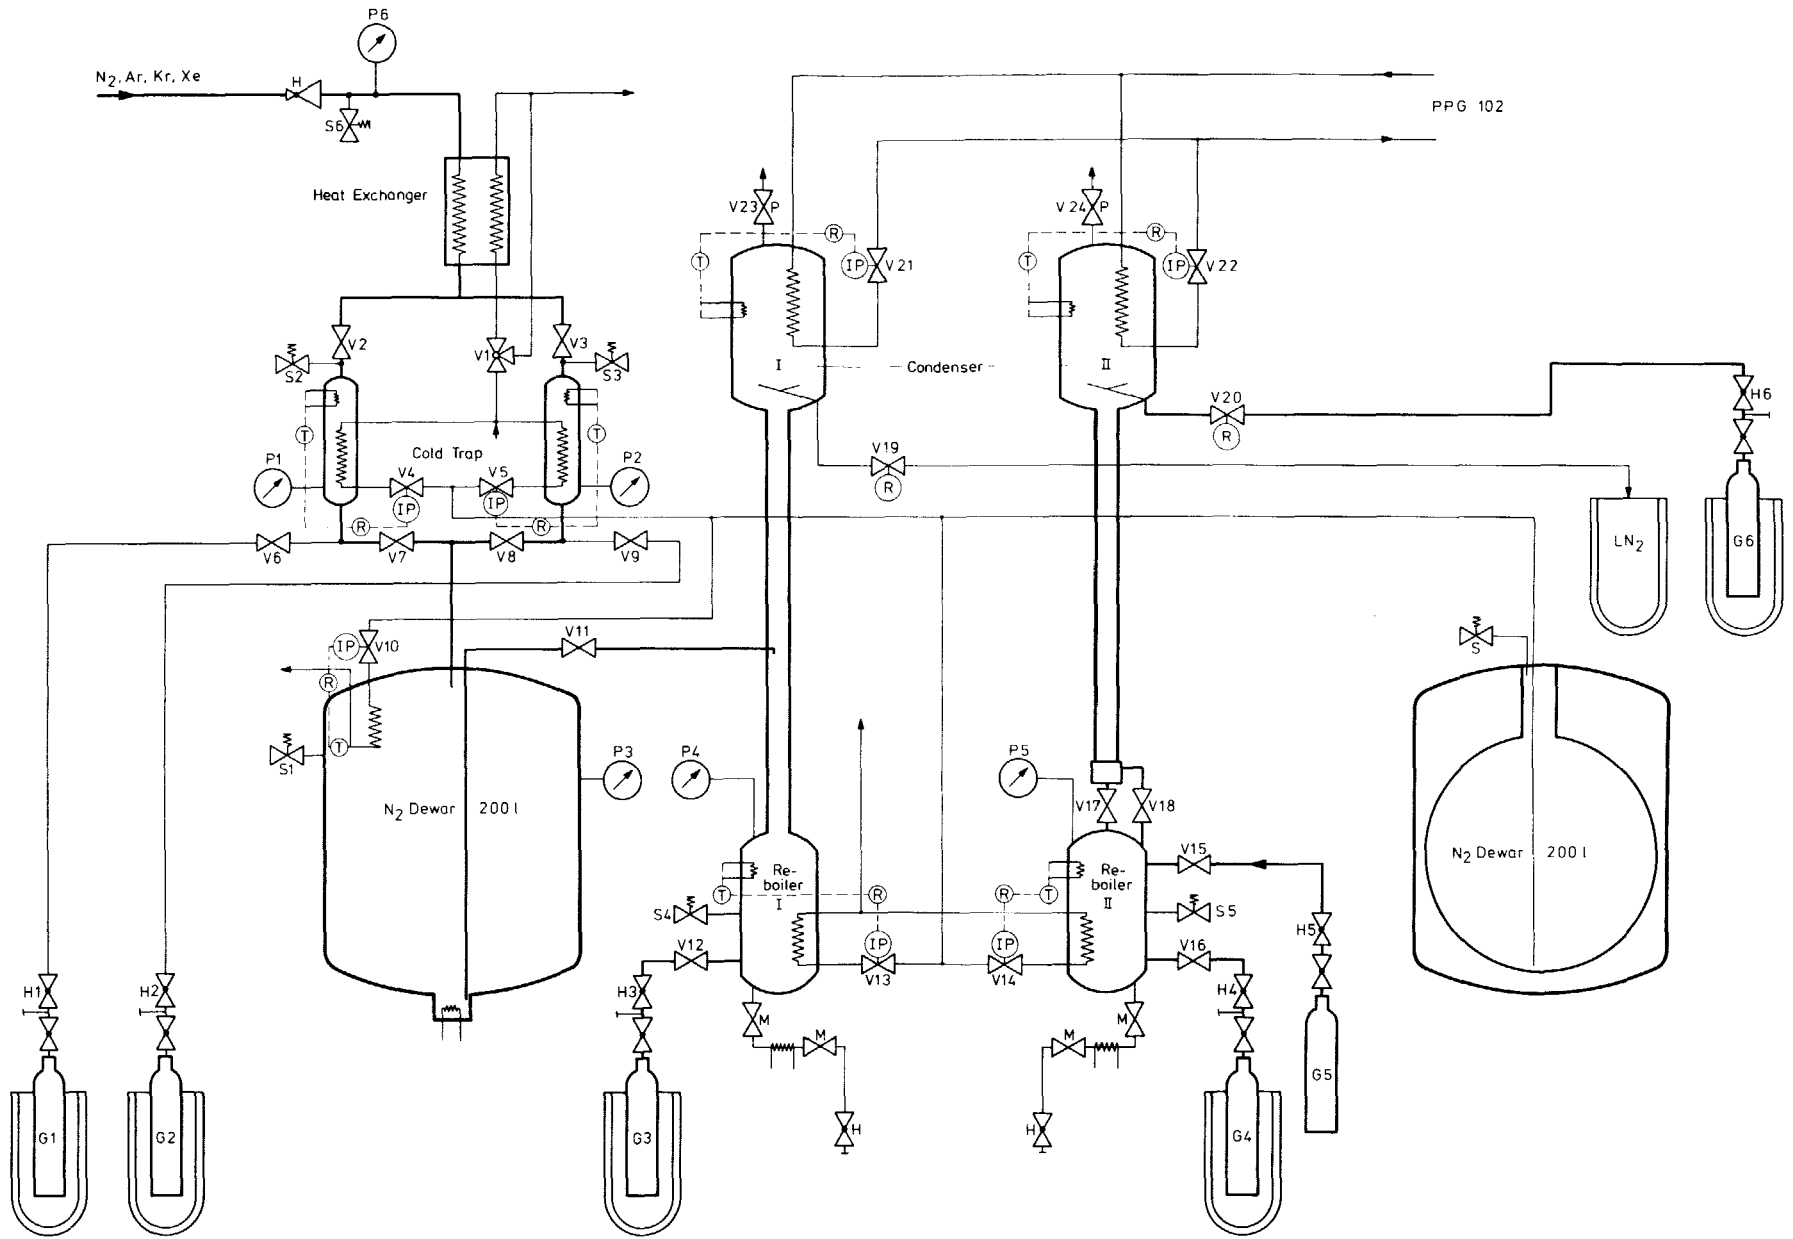 P6
N₂, Ar, Kr, Xe
H
S6
PPG 102
Heat Exchanger
V23
P
V24
P
R
R
T
IP
V21
T
IP
V22
V2
V3
V1
S2
S3
I
Condenser
II
V20
H6
R
T
T
Cold Trap
P1
V4
V5
P2
V19
IP
IP
R
R
R
V6
V7
V8
V9
LN₂
G6
IP
V10
V11
S
R
T
S1
P3
P4
P5
N₂ Dewar 200 l
V17
V18
N₂ Dewar 200 l
V15
Re-
boiler
I
Re-
boiler
II
T
R
R
T
S4
S5
H5
V12
IP
IP
V16
V13
V14
H1
H2
H3
H4
M
M
M
M
G5
H
H
G1
G2
G3
G4